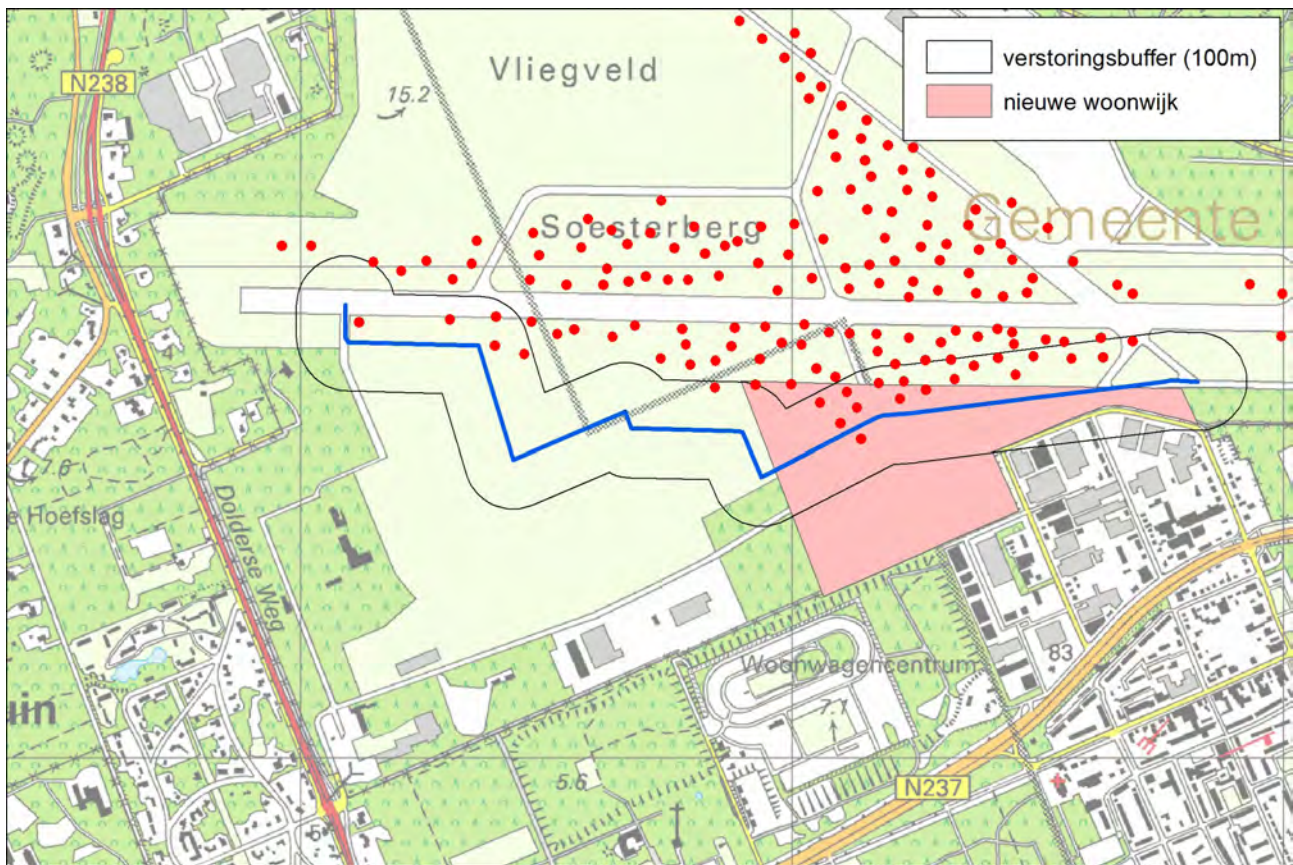 verstoringsbuffer (100m)
nieuwe woonwijk
N238
Vliegveld
15.2
Soesterberg
Gemeente
7.6
e Hoefslag
Dolderse Weg
uin
Woonwagencentrum
83
7.1
5.6
N237
5